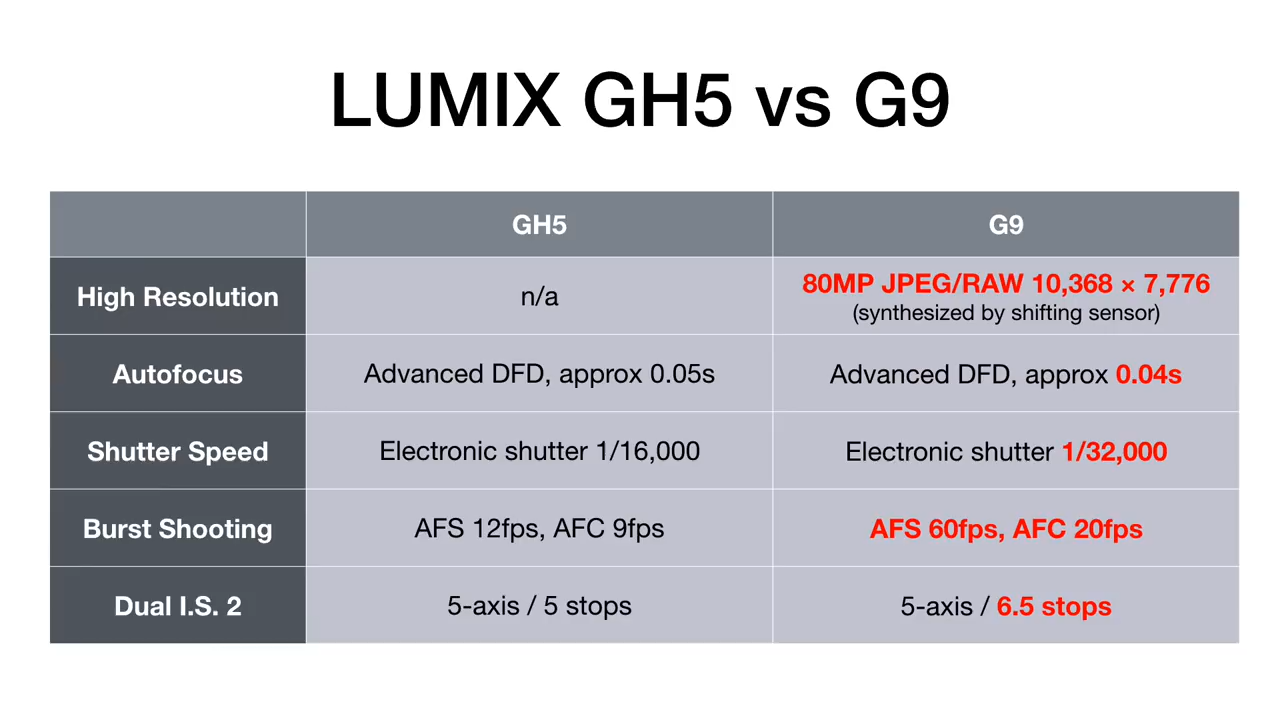 LUMIX GH5 vs G9
GH5
G9
High Resolution
n/a
80MP JPEG/RAW 10,368 × 7,776
(synthesized by shifting sensor)
Autofocus
Advanced DFD, approx 0.05s
Advanced DFD, approx 0.04s
Shutter Speed
Electronic shutter 1/16,000
Electronic shutter 1/32,000
Burst Shooting
AFS 12fps, AFC 9fps
AFS 60fps, AFC 20fps
Dual I.S. 2
5-axis / 5 stops
5-axis / 6.5 stops